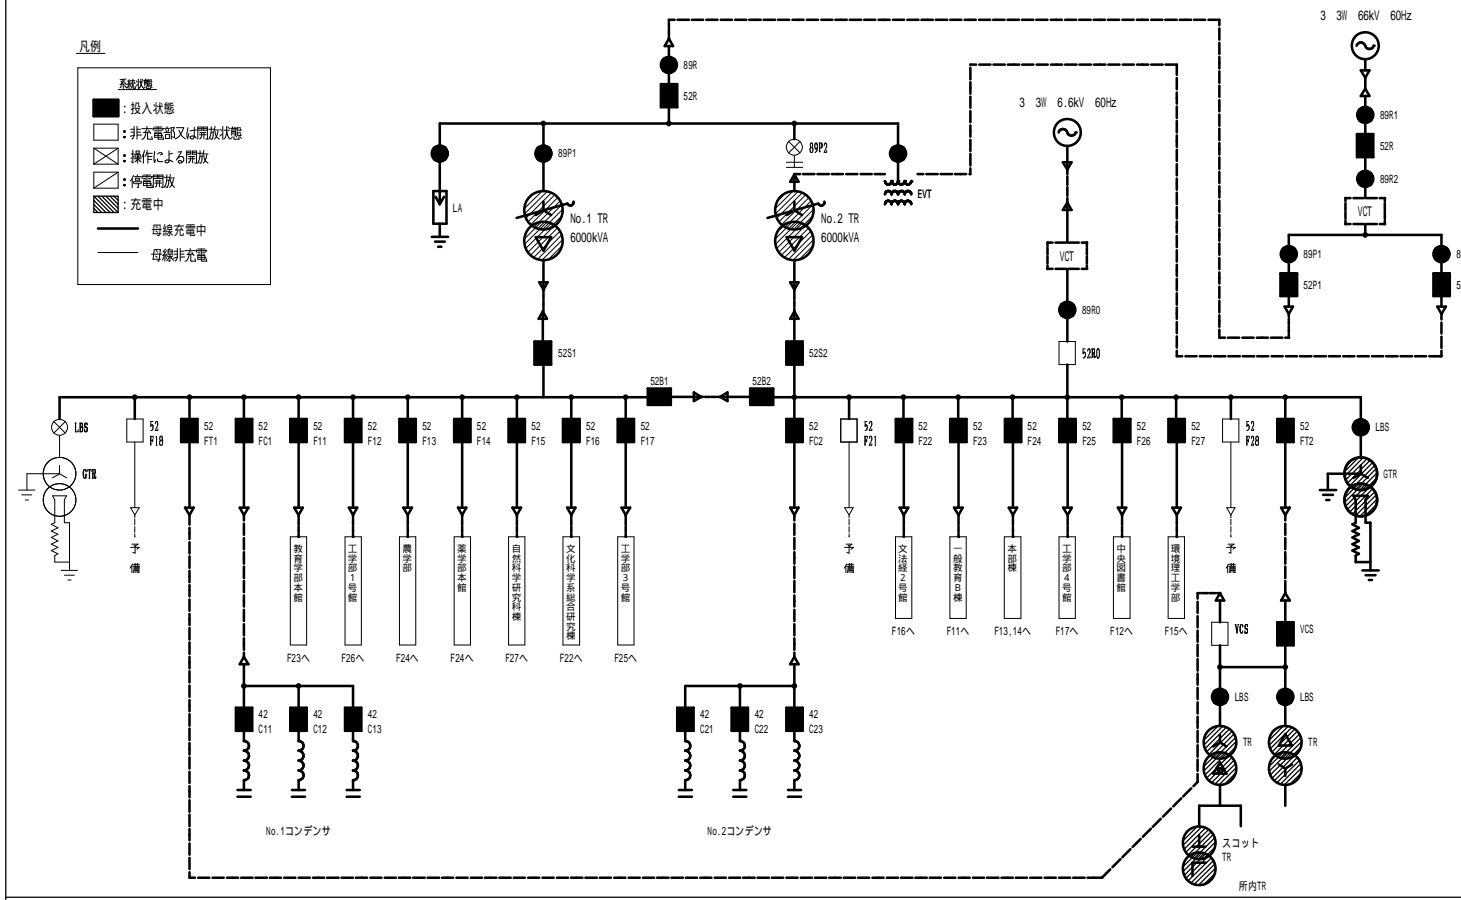 凡例
系統状態
: 投入状態
: 非充電部又は開放状態
: 操作による開放
: 停電開放
: 充電中
母線充電中
母線非充電
3 3W 66kV 60Hz
89R1
52R
89R2
VCT
89P1
52P1
8
5
89R
52R
3 3W 6.6kV 60Hz
VCT
89R0
52R0
LA
89P1
No.1 TR
6000kVA
52S1
89P2
No.2 TR
6000kVA
52S2
EVT
52B1
52B2
LBS
GTR
52
F18
予備
52
FT1
52
FC1
52
F11
教育学部本館
F23へ
52
F12
工学部1号館
F26へ
52
F13
農学部
F24へ
52
F14
薬学部本館
F24へ
52
F15
自然科学研究科棟
F27へ
52
F16
文化科学系総合研究棟
F22へ
52
F17
工学部3号館
F25へ
52
FC2
52
F21
予備
52
F22
文法経2号館
F16へ
52
F23
一般教育B棟
F11へ
52
F24
本部棟
F13,14へ
52
F25
工学部4号館
F17へ
52
F26
中央図書館
F12へ
52
F27
環境理工学部
F15へ
52
F28
予備
52
FT2
LBS
GTR
VCS
VCS
LBS
LBS
TR
TR
スコット
TR
所内TR
42
C11
42
C12
42
C13
No.1コンデンサ
42
C21
42
C22
42
C23
No.2コンデンサ